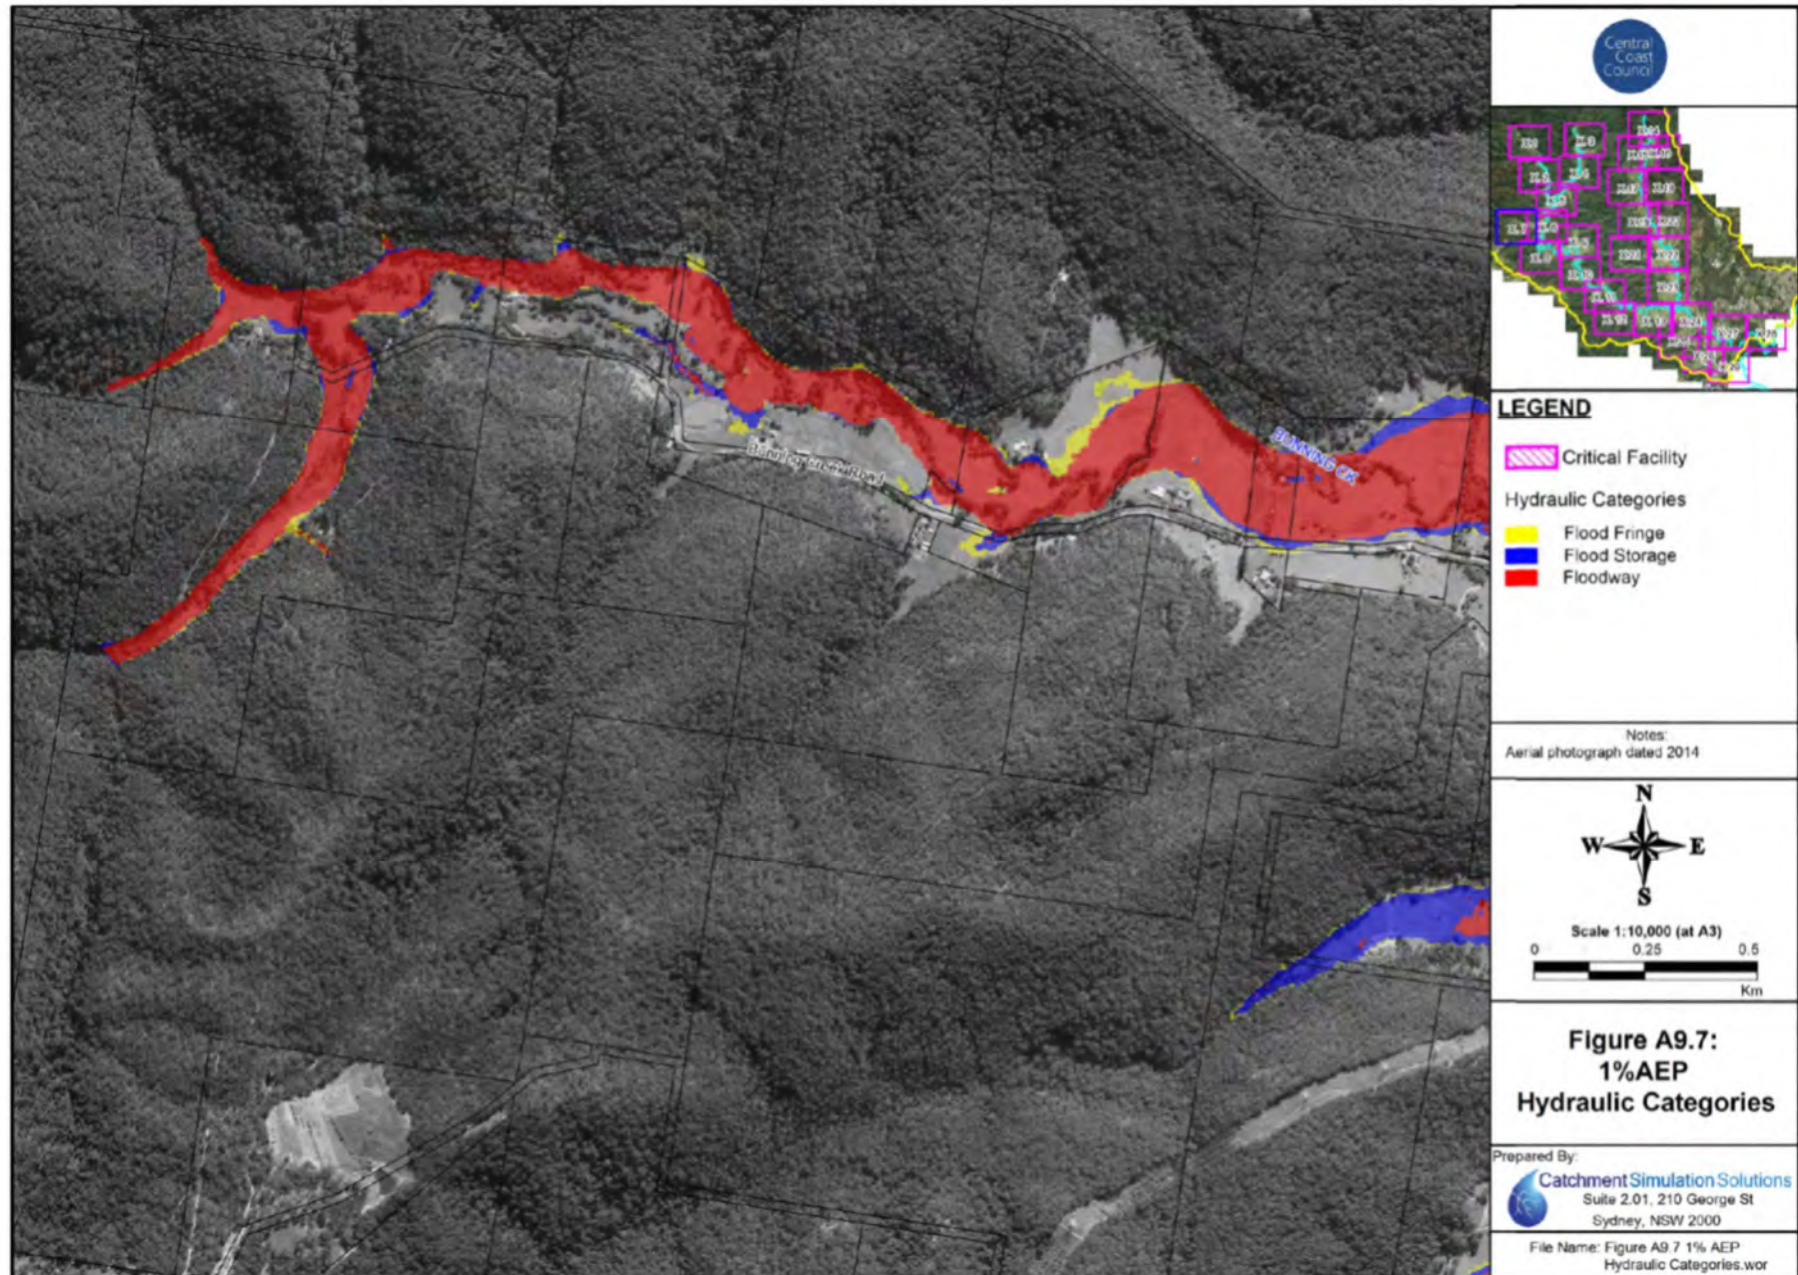 Central
Coast
Council
LEGEND
Critical Facility
Hydraulic Categories
Flood Fringe
Flood Storage
Floodway
BUNNING CK
Road
Notes:
Aerial photograph dated 2014
N
W E
S
Scale 1:10,000 (at A3)
0 0.25 0.5
Km
Figure A9.7:
1%AEP
Hydraulic Categories
Prepared By:
Catchment Simulation Solutions
Suite 2.01, 210 George St
Sydney, NSW 2000
File Name: Figure A9.7 1% AEP
Hydraulic Categories.wor